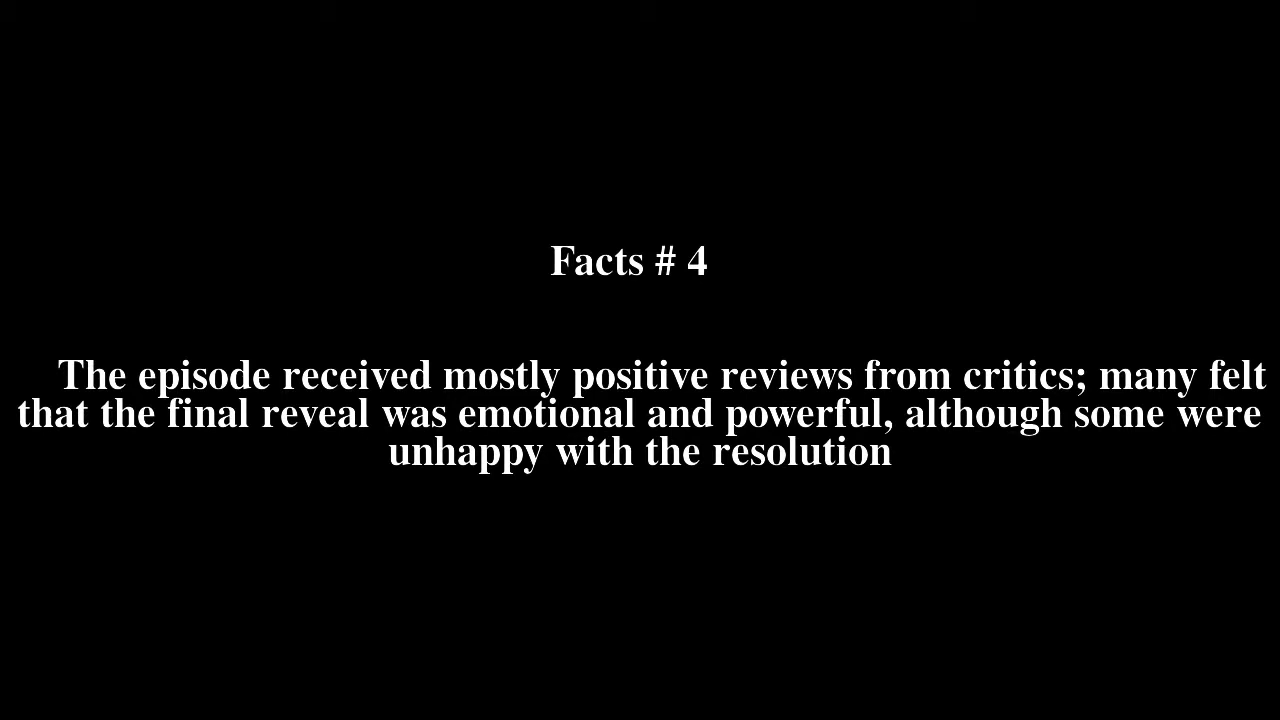 Facts # 4
The episode received mostly positive reviews from critics; many felt
that the final reveal was emotional and powerful, although some were
unhappy with the resolution